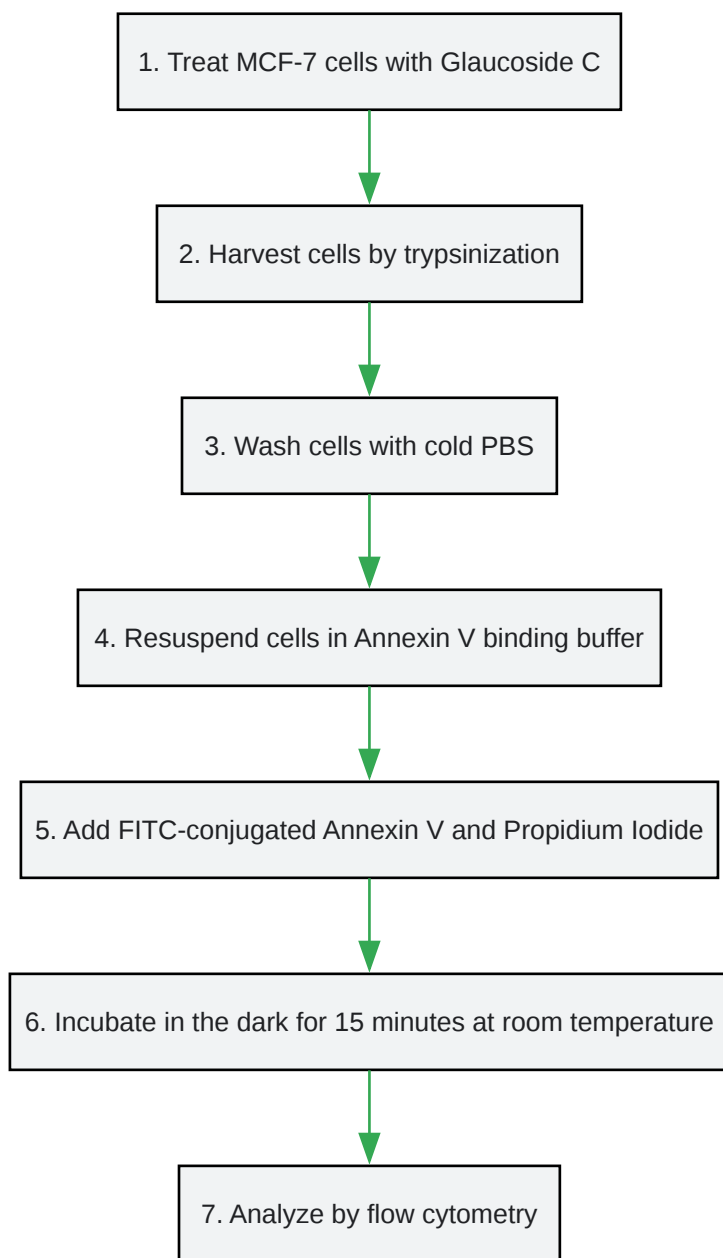 1. Treat MCF-7 cells with Glaucoside C
2. Harvest cells by trypsinization
3. Wash cells with cold PBS
4. Resuspend cells in Annexin V binding buffer
5. Add FITC-conjugated Annexin V and Propidium Iodide
6. Incubate in the dark for 15 minutes at room temperature
7. Analyze by flow cytometry